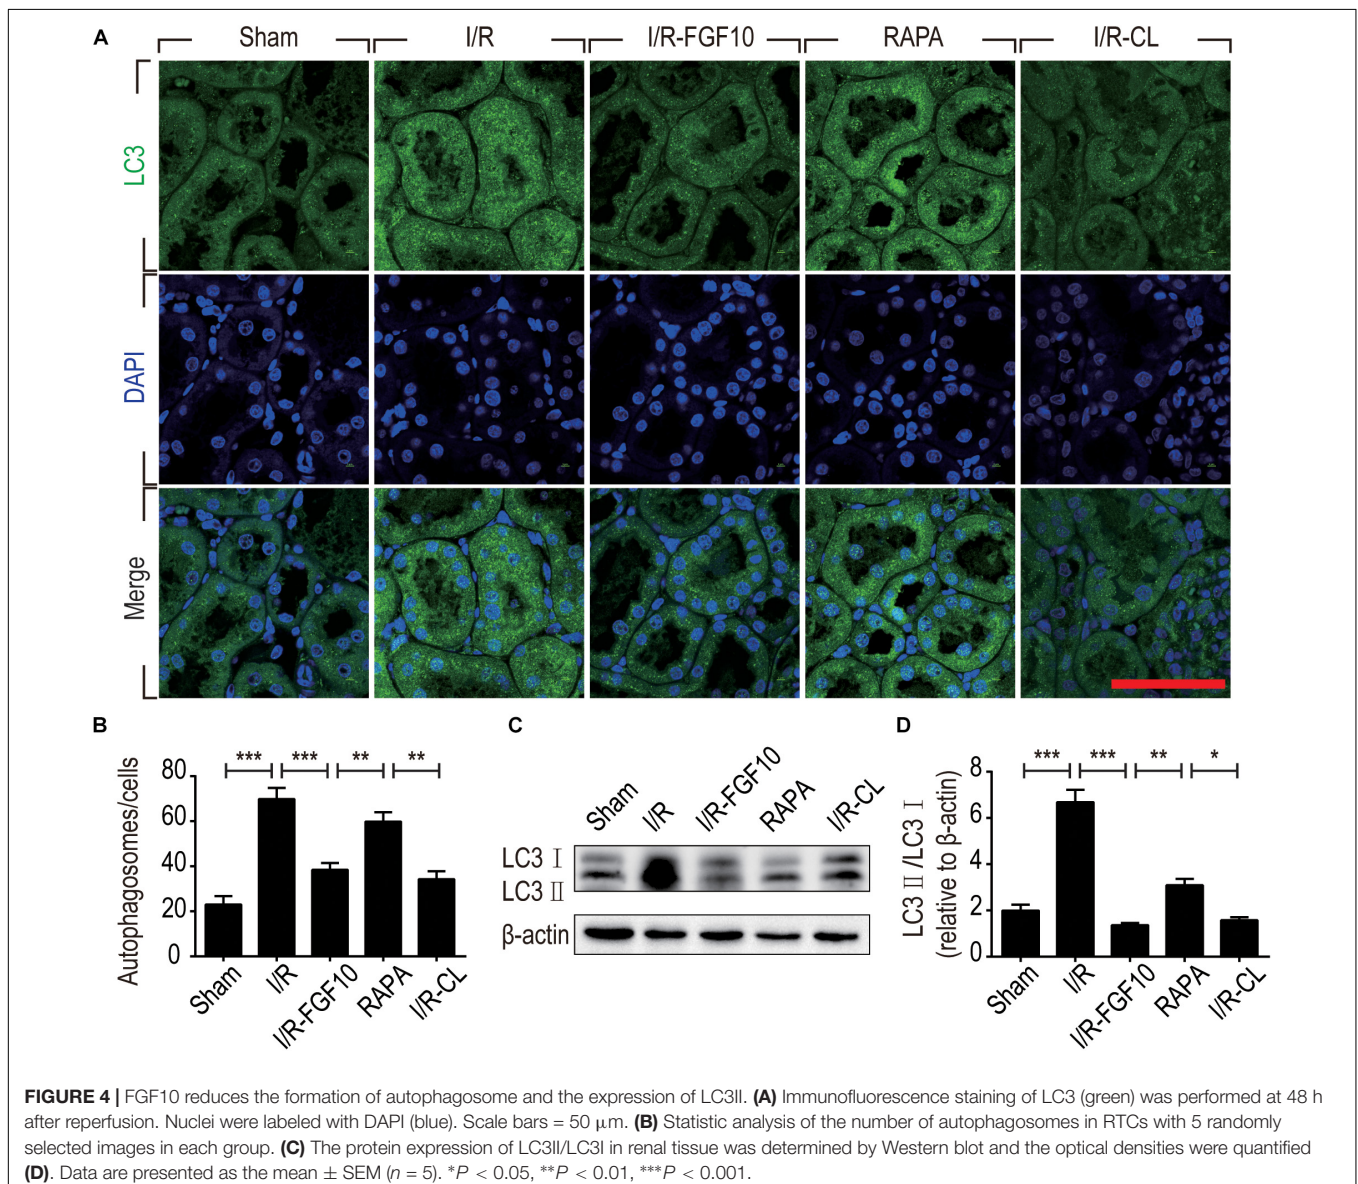 A
Sham
I/R
I/R-FGF10
RAPA
I/R-CL
LC3
DAPI
Merge
B
Autophagosomes/cells
80
60
40
20
0
*** *** ** **
Sham
I/R
I/R-FGF10
RAPA
I/R-CL
C
Sham
I/R
I/R-FGF10
RAPA
I/R-CL
LC3 Ⅰ
LC3 Ⅱ
β-actin
D
LC3 Ⅱ/LC3 Ⅰ
(relative to β-actin)
8
6
4
2
0
*** *** ** *
Sham
I/R
I/R-FGF10
RAPA
I/R-CL
FIGURE 4 | FGF10 reduces the formation of autophagosome and the expression of LC3II. (A) Immunofluorescence staining of LC3 (green) was performed at 48 h
after reperfusion. Nuclei were labeled with DAPI (blue). Scale bars = 50 μm. (B) Statistic analysis of the number of autophagosomes in RTCs with 5 randomly
selected images in each group. (C) The protein expression of LC3II/LC3I in renal tissue was determined by Western blot and the optical densities were quantified
(D). Data are presented as the mean ± SEM (n = 5). *P < 0.05, **P < 0.01, ***P < 0.001.